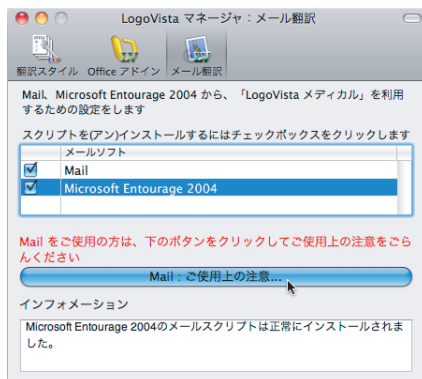 LogoVista マネージャ：メール翻訳
翻訳スタイル Office アドイン メール翻訳
Mail、Microsoft Entourage 2004 から、「LogoVista メディカル」を利用
するための設定をします
スクリプトを(アン)インストールするにはチェックボックスをクリックします
メールソフト
Mail
Microsoft Entourage 2004
Mail をご使用の方は、下のボタンをクリックしてご使用上の注意をごら
んください
Mail：ご使用上の注意...
インフォメーション
Microsoft Entourage 2004のメールスクリプトは正常にインストールされま
した。